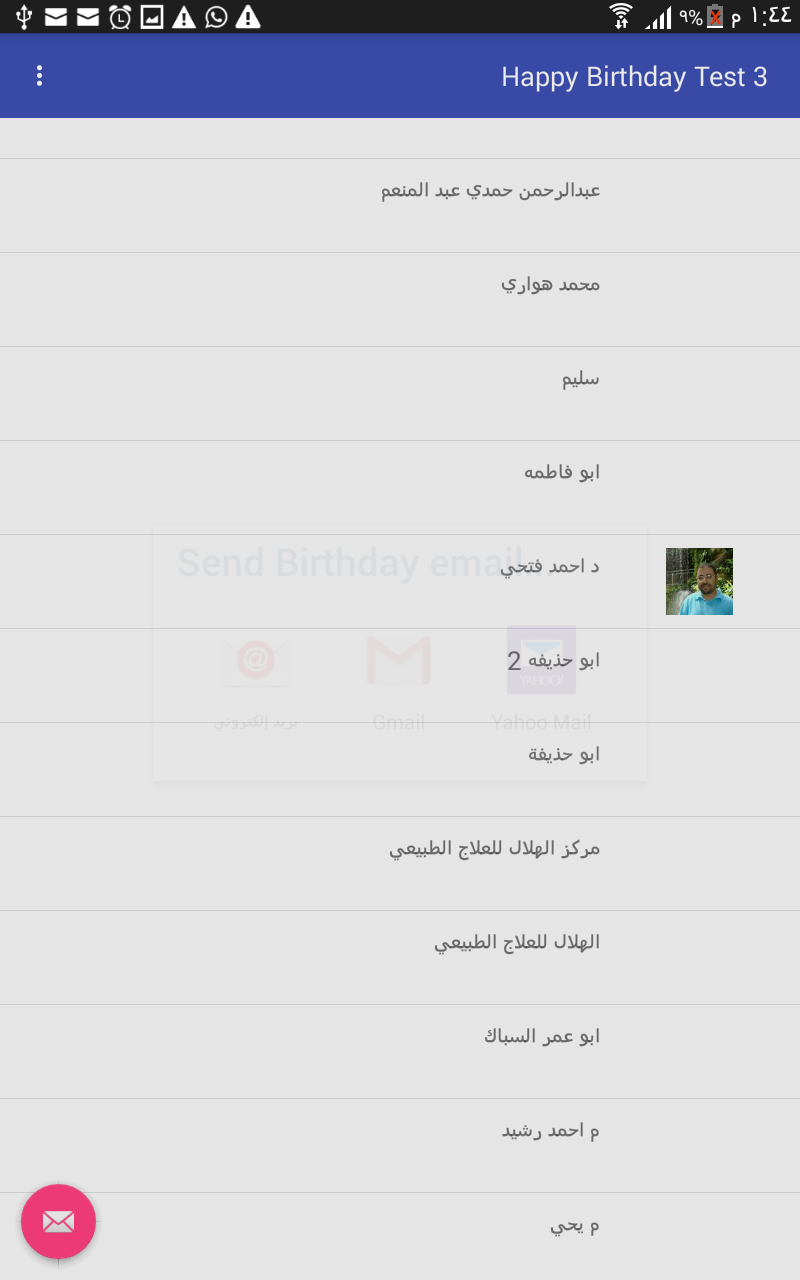 ١:٤٤ م ٩%
Happy Birthday Test 3
عبدالرحمن حمدي عبد المنعم
محمد هواري
سليم
ابو فاطمه
Send Birthday email...
د احمد فتحي
ابو حذيفه 2
YAHOO!
بريد إلكتروني
Gmail
Yahoo Mail
ابو حذيفة
مركز الهلال للعلاج الطبيعي
الهلال للعلاج الطبيعي
ابو عمر السباك
م احمد رشيد
م يحي